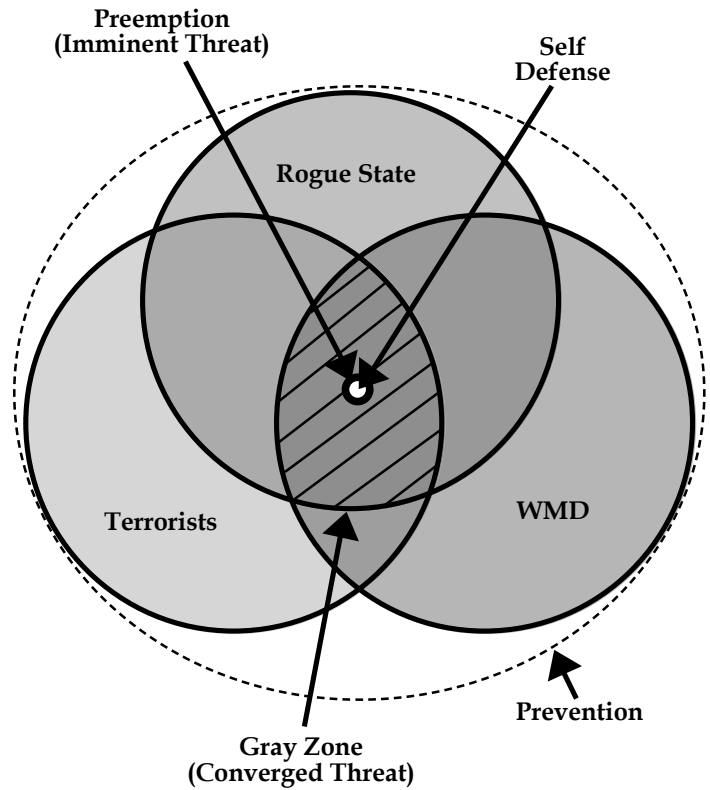 Preemption
(Imminent Threat)
Self
Defense
Rogue State
Terrorists
WMD
Prevention
Gray Zone
(Converged Threat)